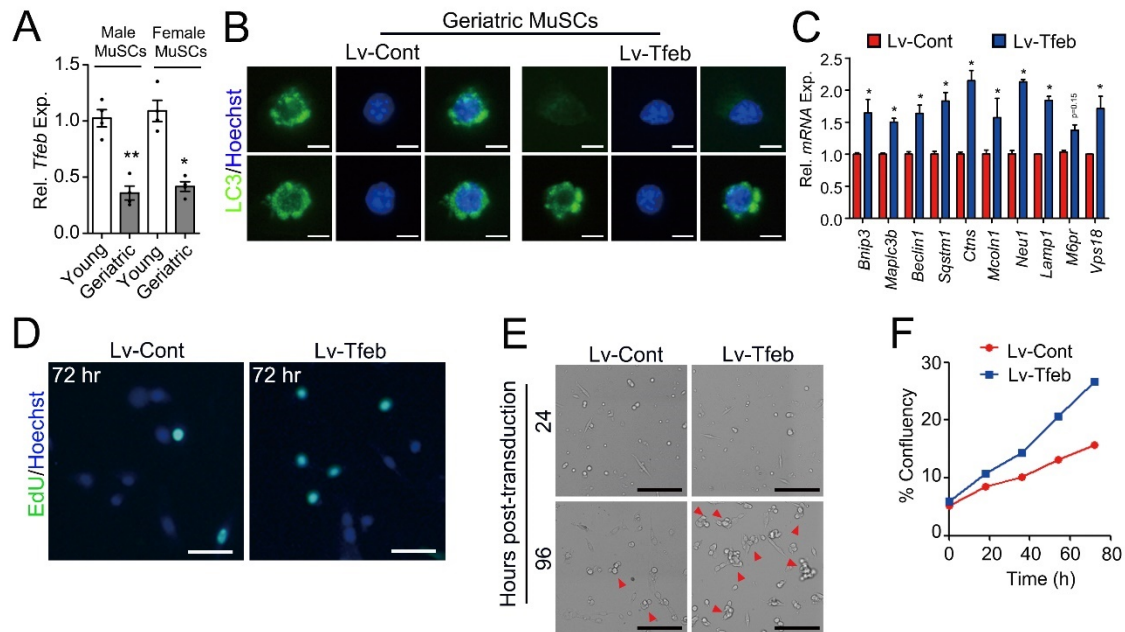 A
Male MuSCs
Female MuSCs
Rel. Tfeb Exp.
1.5
1.0
0.5
0.0
**
*
Young
Geriatric
Young
Geriatric
B
Geriatric MuSCs
Lv-Cont
Lv-Tfeb
LC3/Hoechst
C
Lv-Cont
Lv-Tfeb
Rel. mRNA Exp.
2.5
2.0
1.5
1.0
0.5
0.0
*
*
*
*
*
*
*
*
p=0.15
*
Bnip3
Maplc3b
Beclin1
Sqstm1
Ctns
Mcoln1
Neu1
Lamp1
M6pr
Vps18
D
Lv-Cont
Lv-Tfeb
EdU/Hoechst
72 hr
72 hr
E
Lv-Cont
Lv-Tfeb
Hours post-transduction
24
96
F
Lv-Cont
Lv-Tfeb
% Confluency
30
20
10
0
0
20
40
60
80
Time (h)